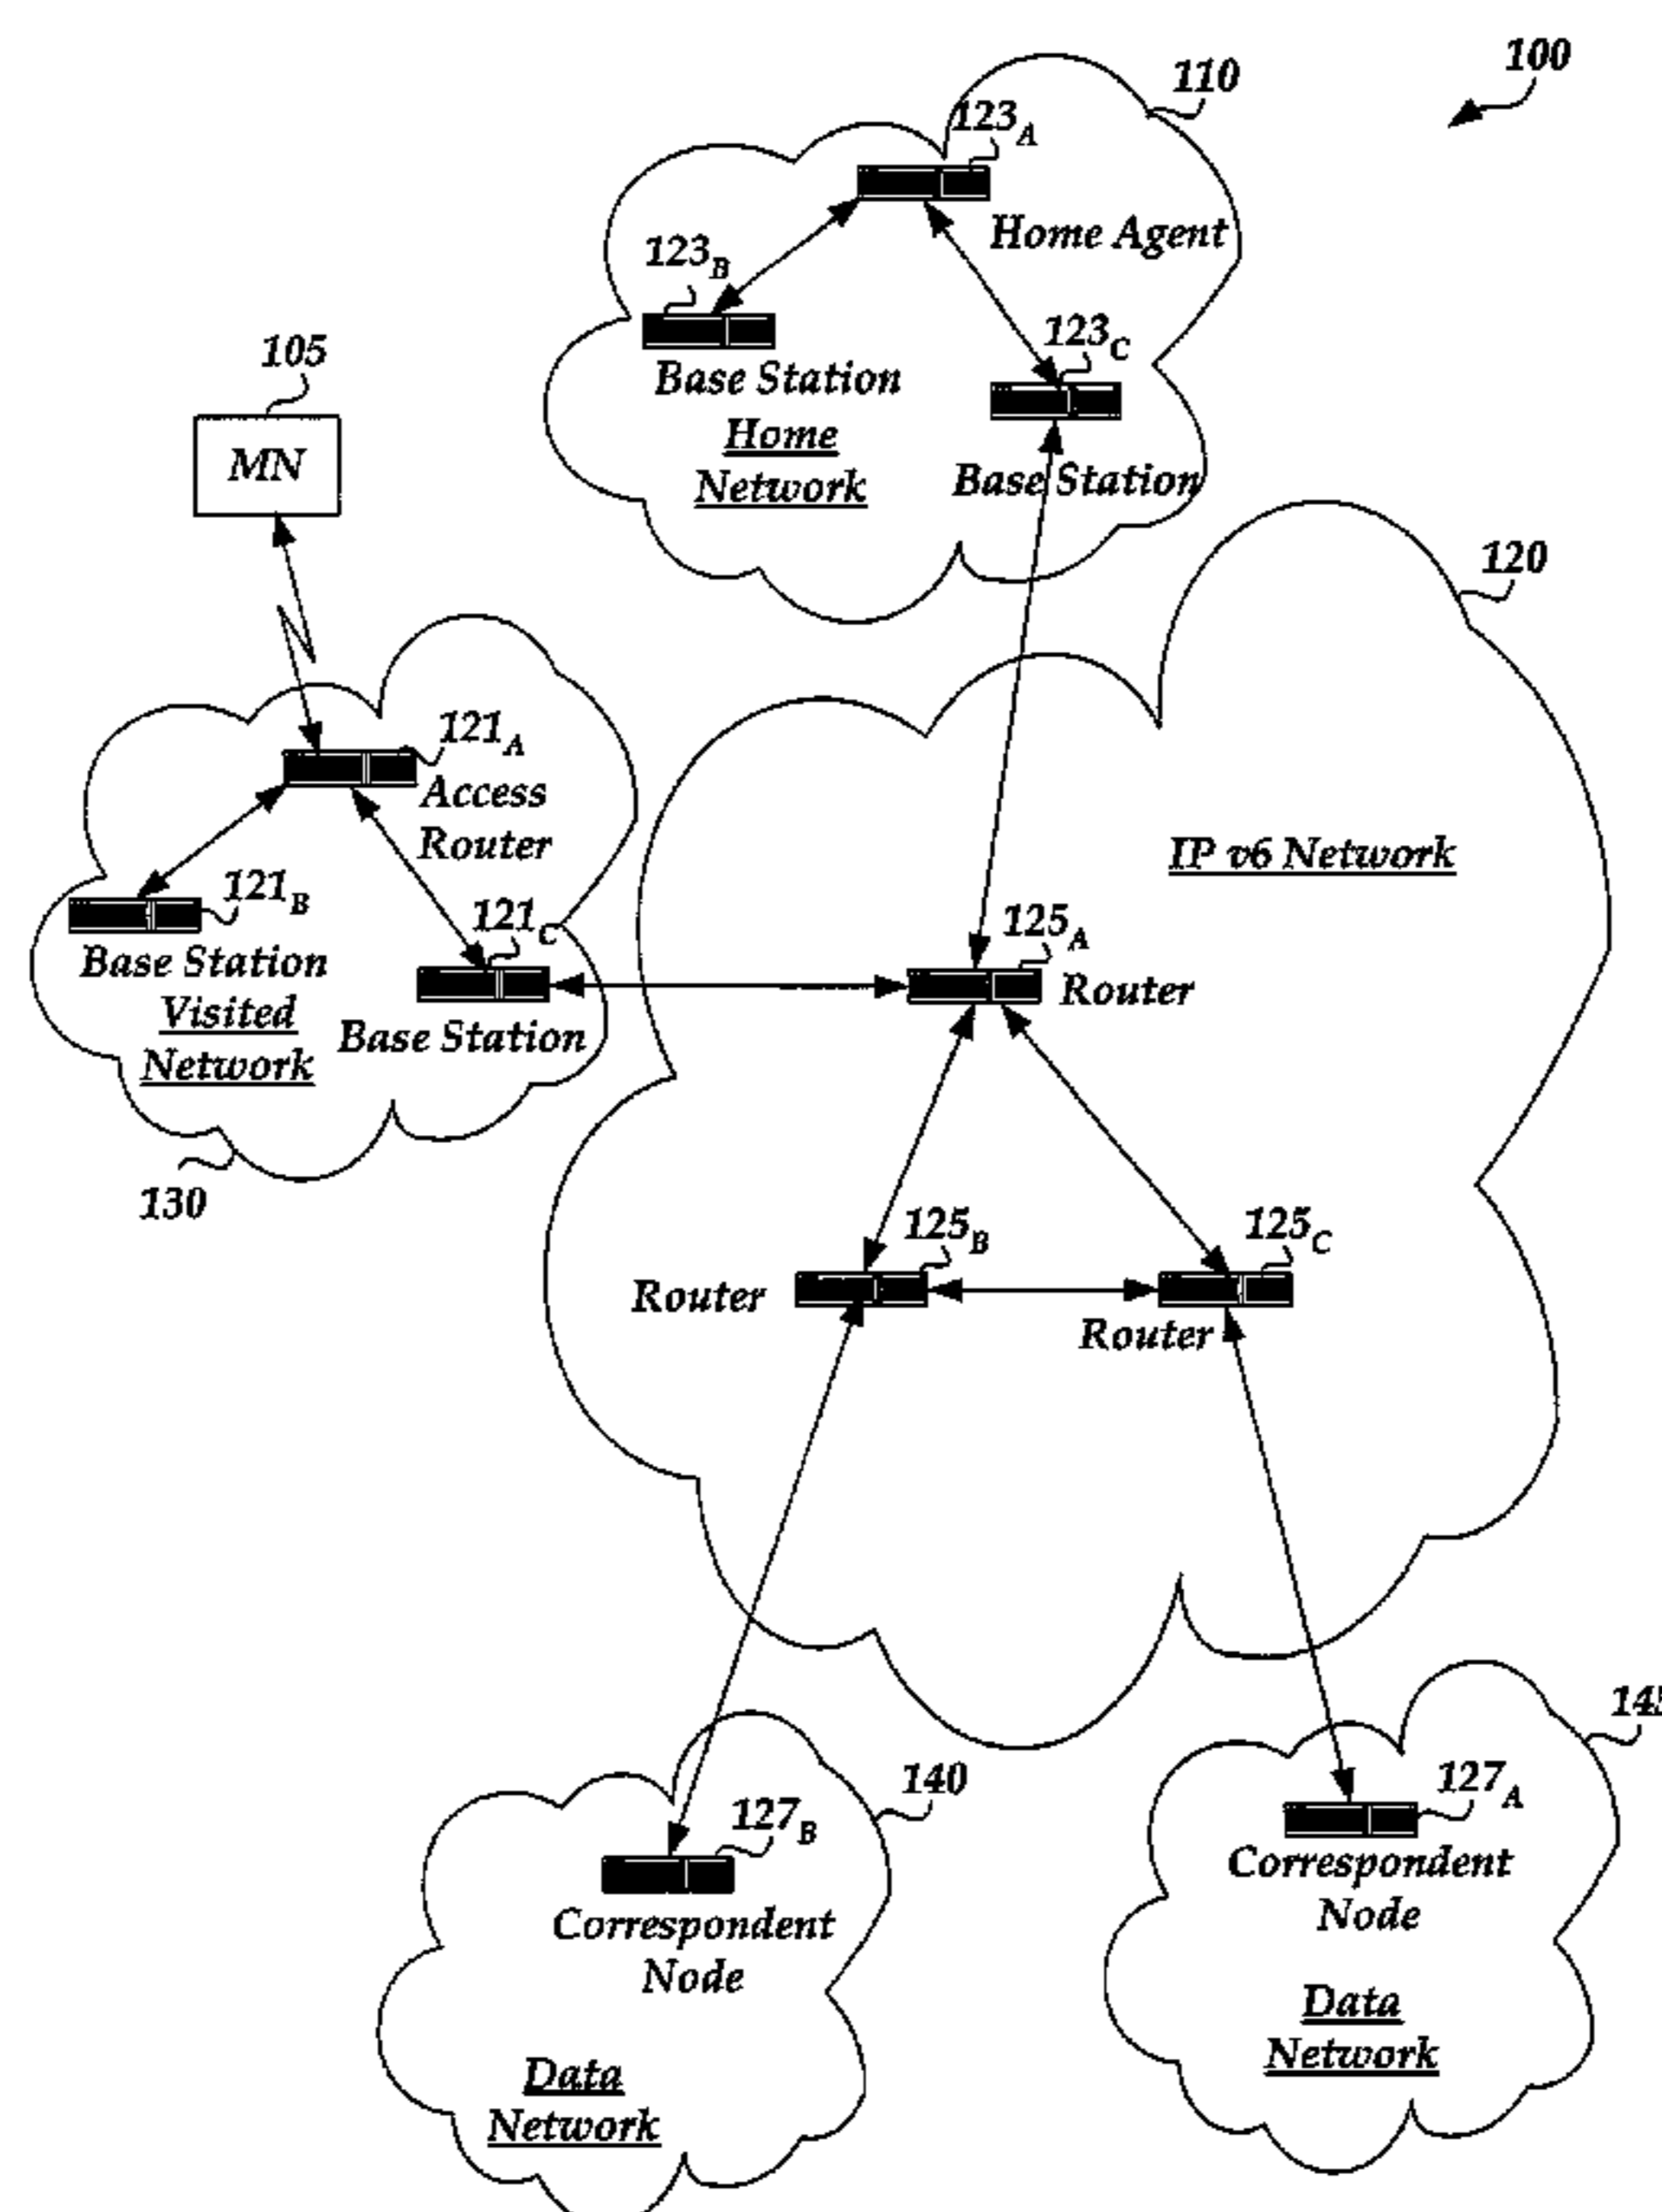 100
110
123A
Home Agent
123B
123C
Base Station
Home
Network
Base Station
105
MN
120
121A
Access
Router
IP v6 Network
121B
121C
Base Station
Visited
Network
Base Station
125A
Router
130
125B
125C
Router
Router
140
127B
Correspondent
Node
Data
Network
127A
Correspondent
Node
Data
Network